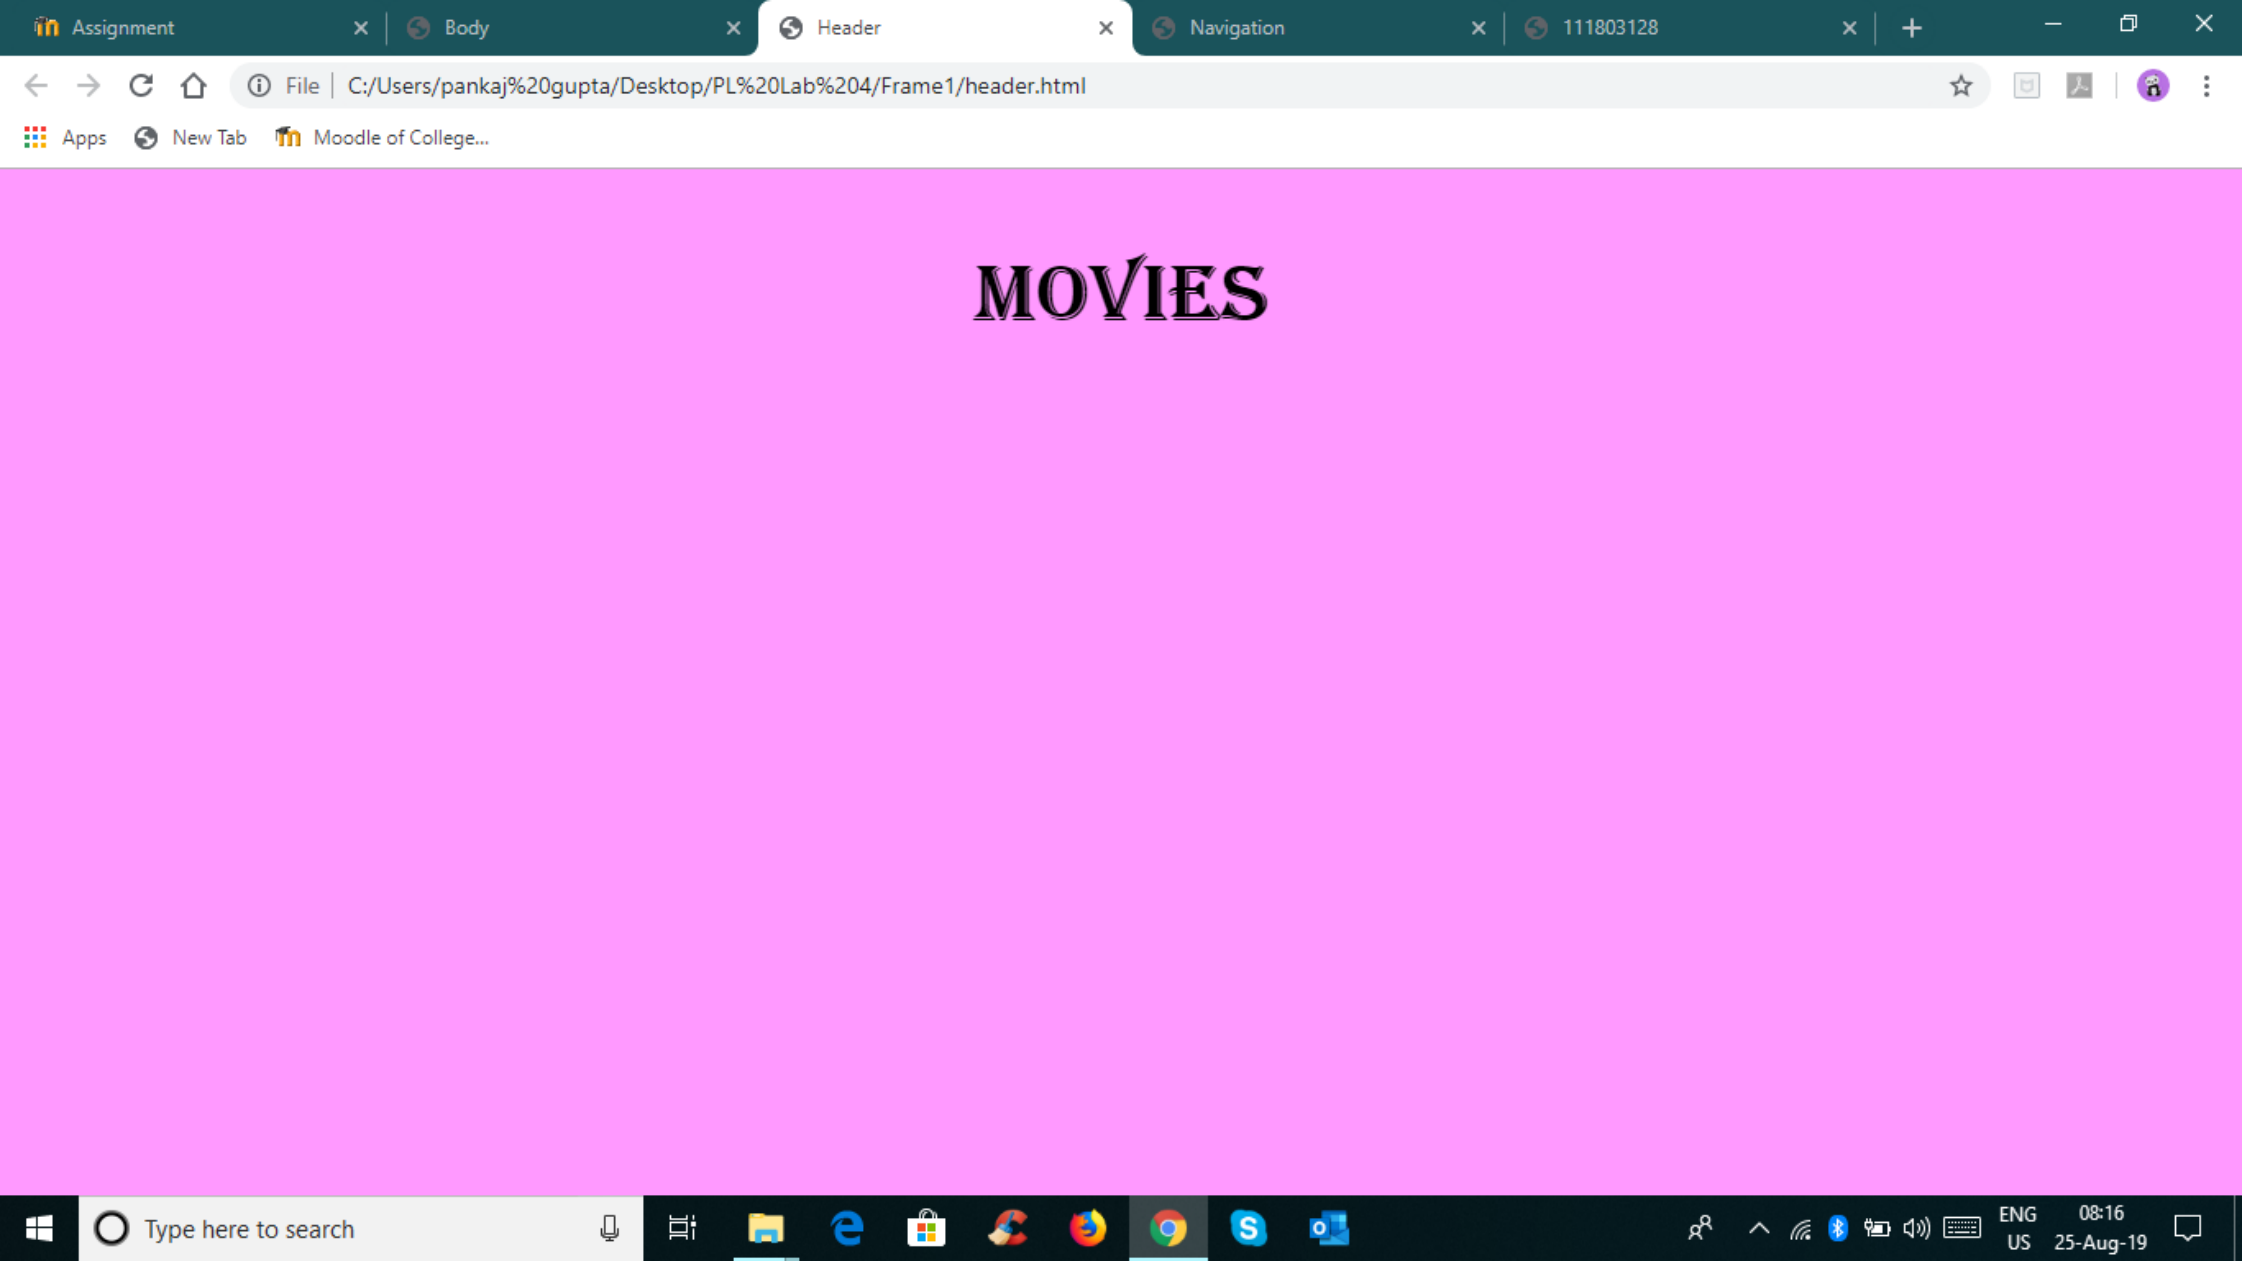 Assignment
Body
Header
Navigation
111803128
File
C:/Users/pankaj%20gupta/Desktop/PL%20Lab%204/Frame1/header.html
Apps
New Tab
Moodle of College...
MOVIES
Type here to search
ENG
US
08:16
25-Aug-19